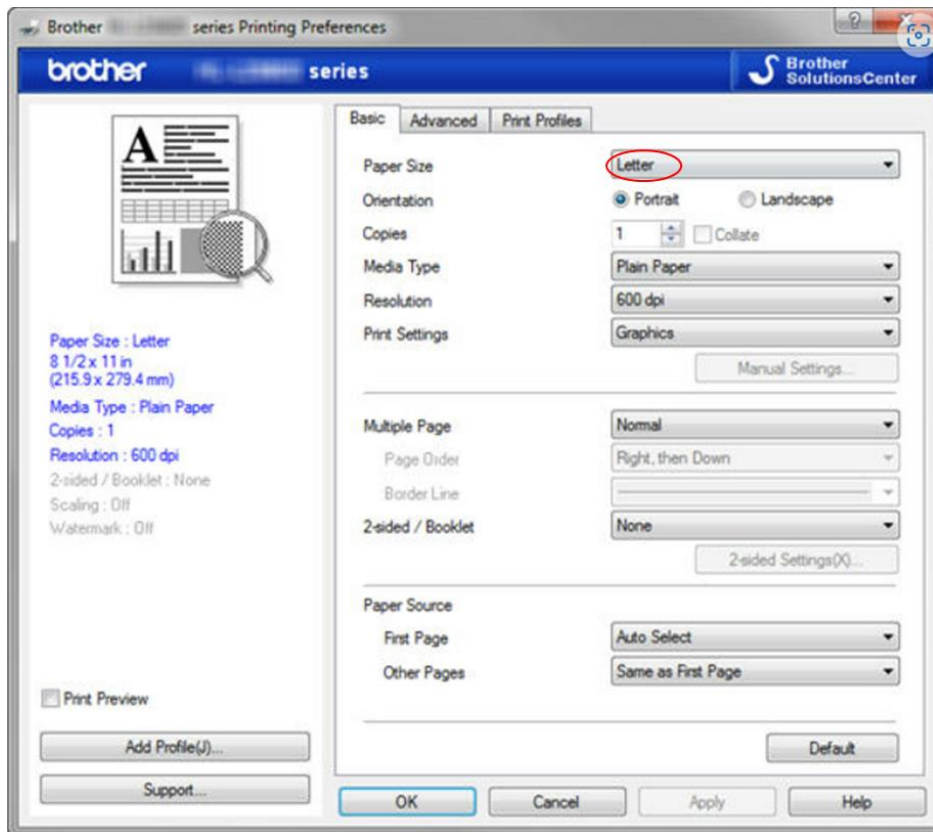 Brother series Printing Preferences
brother series
Brother
SolutionsCenter
Basic Advanced Print Profiles
A
Paper Size Letter
Orientation Portrait Landscape
Copies 1 Collate
Media Type Plain Paper
Resolution 600 dpi
Print Settings Graphics
Manual Settings...
Paper Size : Letter
8 1/2 x 11 in
(215.9 x 279.4 mm)
Media Type : Plain Paper
Copies : 1
Resolution : 600 dpi
2-sided / Booklet : None
Scaling : Off
Watermark : Off
Multiple Page Normal
Page Order Right, then Down
Border Line
2-sided / Booklet None
2-sided Settings(X)...
Paper Source
First Page Auto Select
Other Pages Same as First Page
Print Preview
Add Profile(J)...
Support...
Default
OK Cancel Apply Help